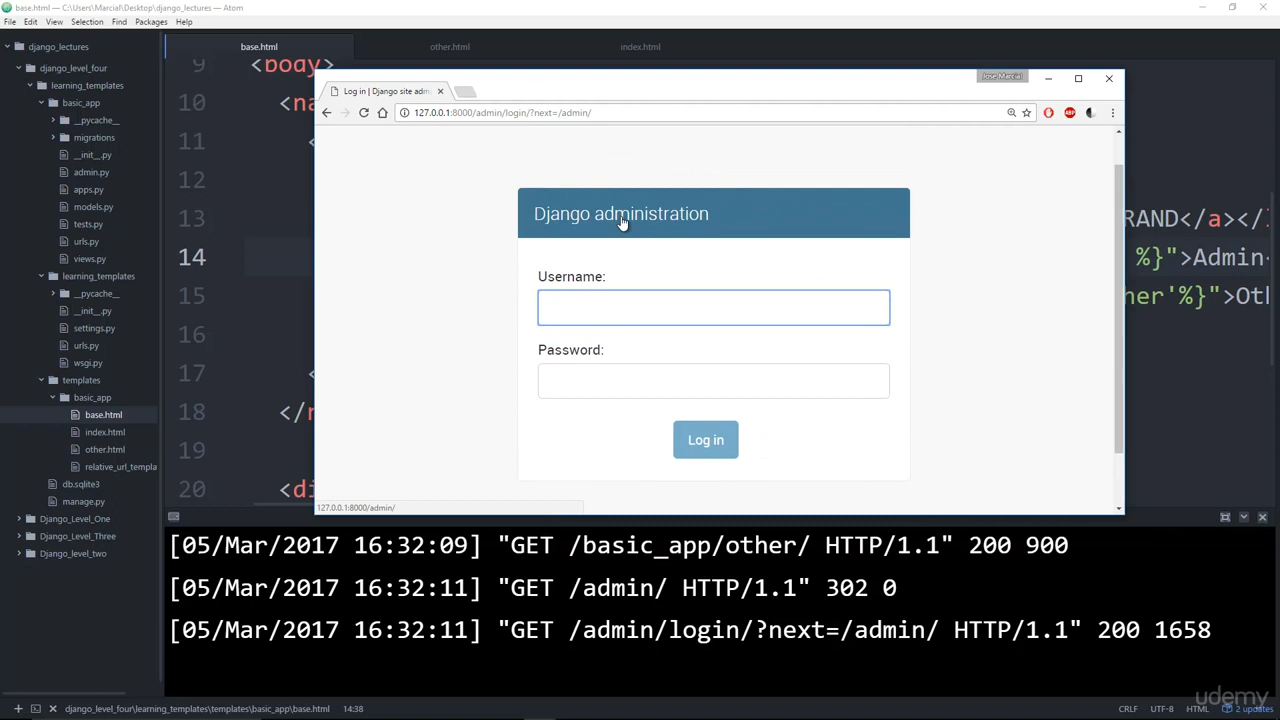 base.html — C:\Users\Marcial\Desktop\django_lectures — Atom
File Edit View Selection Find Packages Help
django_lectures
django_level_four
learning_templates
basic_app
__pycache__
migrations
__init__.py
admin.py
apps.py
models.py
tests.py
urls.py
views.py
learning_templates
__pycache__
__init__.py
settings.py
urls.py
wsgi.py
templates
basic_app
base.html
index.html
other.html
relative_url_templa
db.sqlite3
manage.py
Django_Level_One
Django_Level_Three
Django_level_two
base.html other.html index.html
9 <body>
10 <na
11 <
12
13 RAND</a></l
14 %}">Admin<
15 her'%}">Otl
16
17 <
18 </n
19
20 <di
Jose Marcial
Log in | Django site adm
127.0.0.1:8000/admin/login/?next=/admin/
ABP
Django administration
Username:
Password:
Log in
127.0.0.1:8000/admin/
[05/Mar/2017 16:32:09] "GET /basic_app/other/ HTTP/1.1" 200 900
[05/Mar/2017 16:32:11] "GET /admin/ HTTP/1.1" 302 0
[05/Mar/2017 16:32:11] "GET /admin/login/?next=/admin/ HTTP/1.1" 200 1658
django_level_four\learning_templates\templates\basic_app\base.html 14:38
CRLF UTF-8 HTML 2 updates
udemy